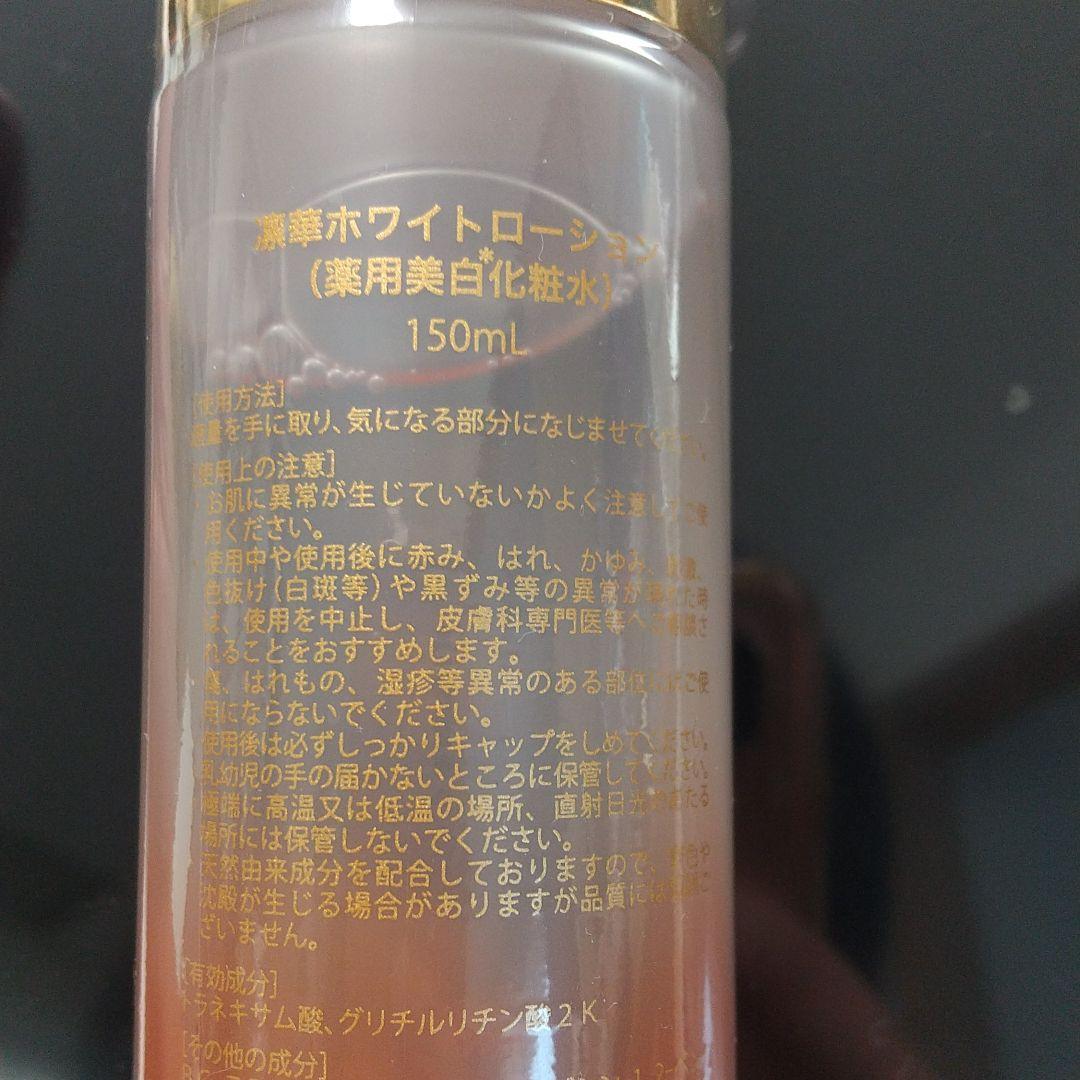 凛華ホワイトローション
(薬用美白*化粧水)
150mL
[使用方法]
適量を手に取り、気になる部分になじませてください。
[使用上の注意]
・お肌に異常が生じていないかよく注意してご使
用ください。
・使用中や使用後に赤み、はれ、かゆみ、刺激、
色抜け(白斑等)や黒ずみ等の異常が現れた時
は、使用を中止し、皮膚科専門医等へご相談さ
れることをおすすめします。
傷、はれもの、湿疹等異常のある部位にはご使
用にならないでください。
使用後は必ずしっかりキャップをしめてください。
乳幼児の手の届かないところに保管してください。
極端に高温又は低温の場所、直射日光のあたる
場所には保管しないでください。
天然由来成分を配合しておりますので、変色や
沈殿が生じる場合がありますが品質には問題ご
ざいません。
[有効成分]
トラネキサム酸、グリチルリチン酸2K
[その他の成分]